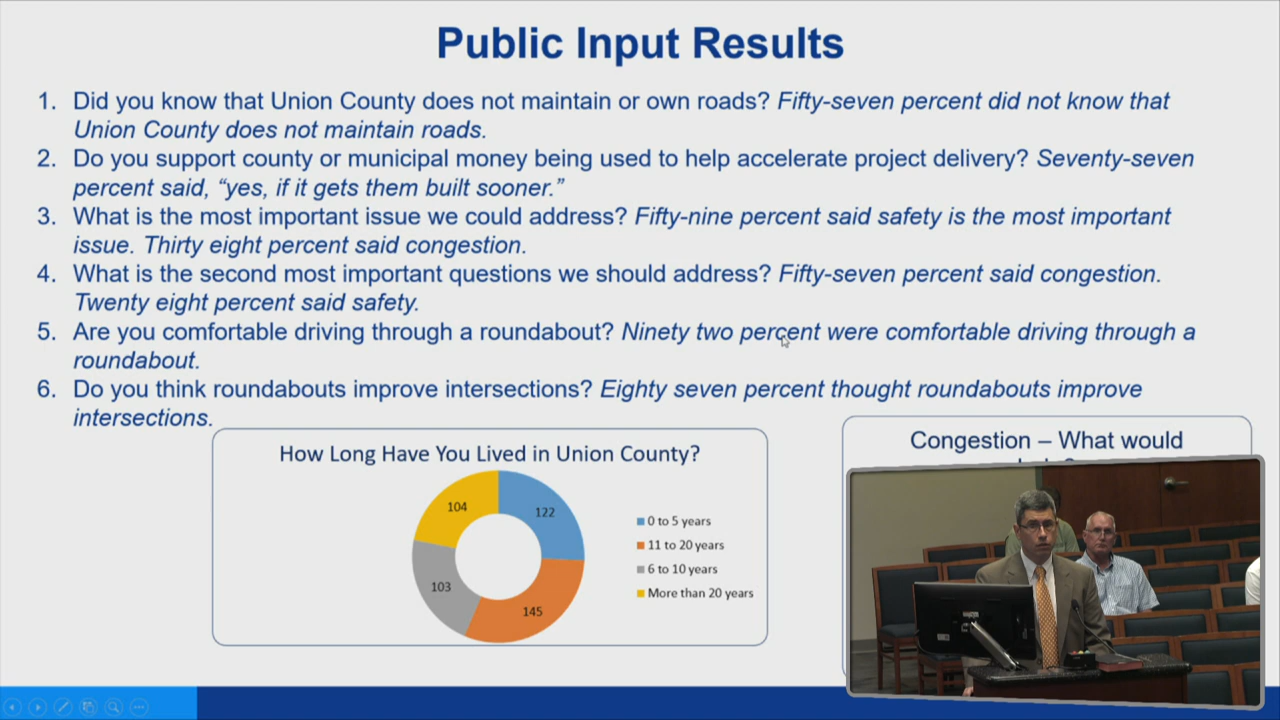 Public Input Results
1. Did you know that Union County does not maintain or own roads? Fifty-seven percent did not know that
Union County does not maintain roads.
2. Do you support county or municipal money being used to help accelerate project delivery? Seventy-seven
percent said, “yes, if it gets them built sooner.”
3. What is the most important issue we could address? Fifty-nine percent said safety is the most important
issue. Thirty eight percent said congestion.
4. What is the second most important questions we should address? Fifty-seven percent said congestion.
Twenty eight percent said safety.
5. Are you comfortable driving through a roundabout? Ninety two percent were comfortable driving through a
roundabout.
6. Do you think roundabouts improve intersections? Eighty seven percent thought roundabouts improve
intersections.
How Long Have You Lived in Union County?
104
122
103
145
0 to 5 years
11 to 20 years
6 to 10 years
More than 20 years
Congestion – What would